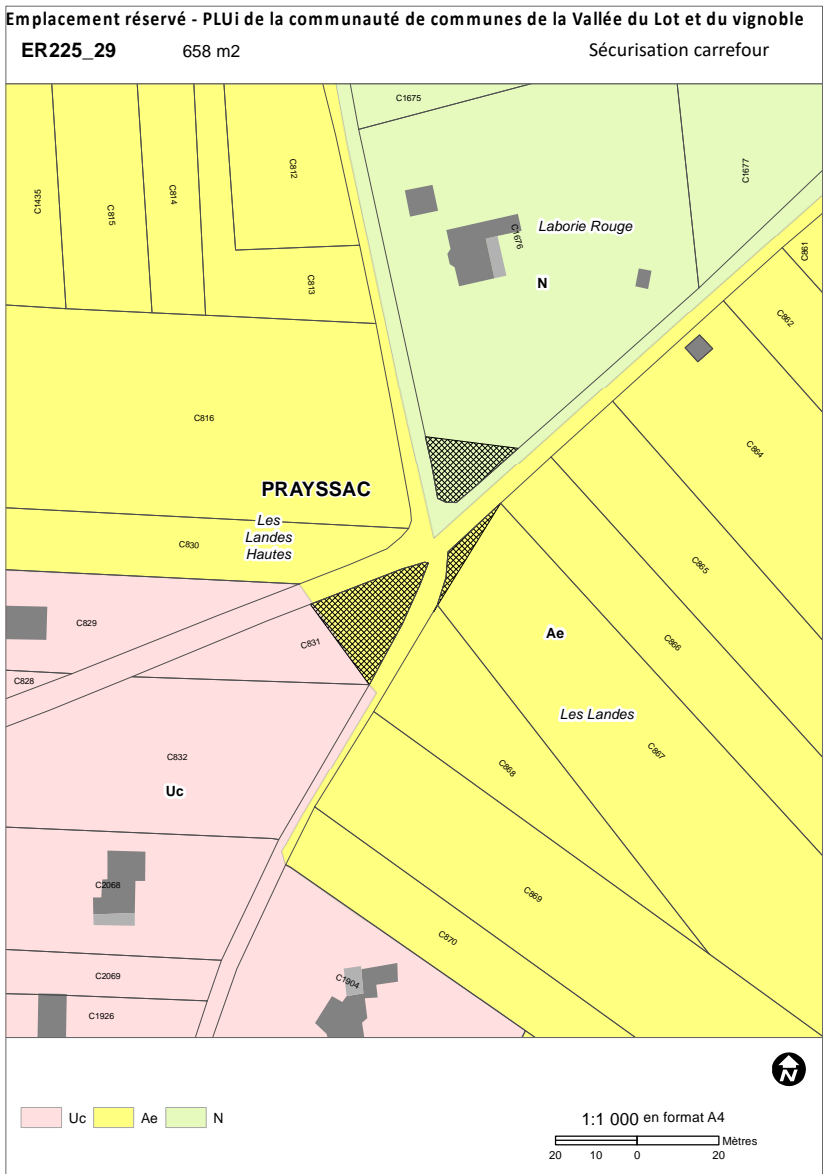 Emplacement réservé - PLUi de la communauté de communes de la Vallée du Lot et du vignoble
ER225_29 658 m2 Sécurisation carrefour
C1675
C812
C1677
C1435
C815
C814
C1676
Laborie Rouge
C861
N
C813
C862
C816
C864
PRAYSSAC
Les
Landes
Hautes
C830
C865
C829
C831
Ae
C866
C828
Les Landes
C867
C832
C868
Uc
C2068
C869
C870
C2069
C1904
C1926
N
Uc Ae N
1:1 000 en format A4
Mètres
20 10 0 20